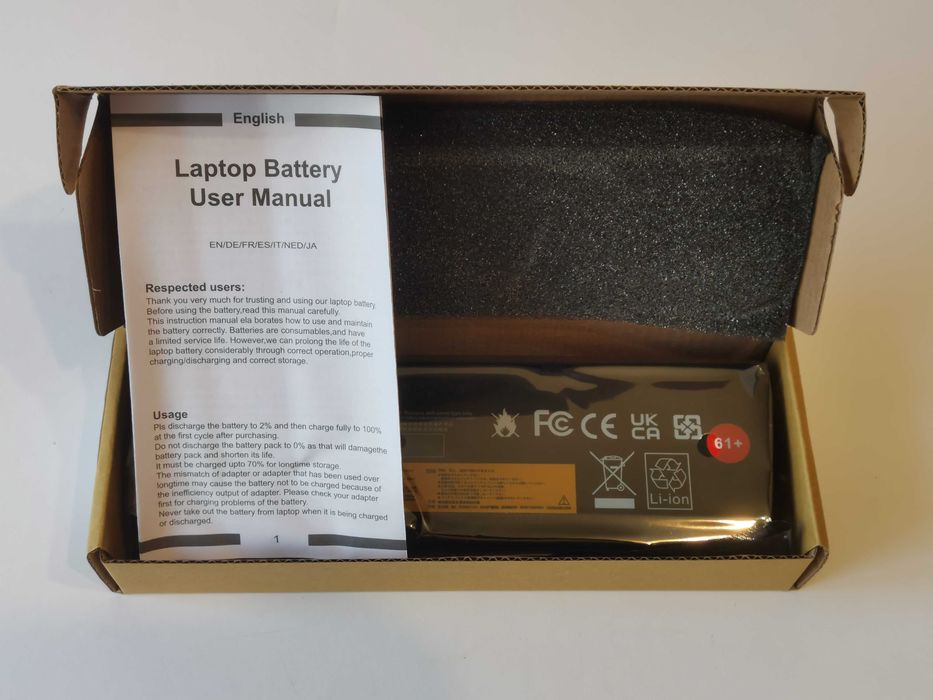 English
Laptop Battery
User Manual
EN/DE/FR/ES/IT/NED/JA
Respected users:
Thank you very much for trusting and using our laptop battery.
Before using the battery,read this manual carefully.
This instruction manual ela borates how to use and maintain
the battery correctly. Batteries are consumables,and have
a limited service life. However,we can prolong the life of the
laptop battery considerably through correct operation,proper
charging/discharging and correct storage.
Usage
Pls discharge the battery to 2% and then charge fully to 100%
at the first cycle after purchasing.
Do not discharge the battery pack to 0% as that will damagethe
battery pack and shorten its life.
It must be charged upto 70% for longtime storage.
The mismatch of adapter or adapter that has been used over
longtime may cause the battery not to be charged because of
the inefficiency output of adapter. Please check your adapter
first for charging problems of the battery.
Never take out the battery from laptop when it is being charged
or discharged.
1
FC CE UK
CA
61+
Li-ion